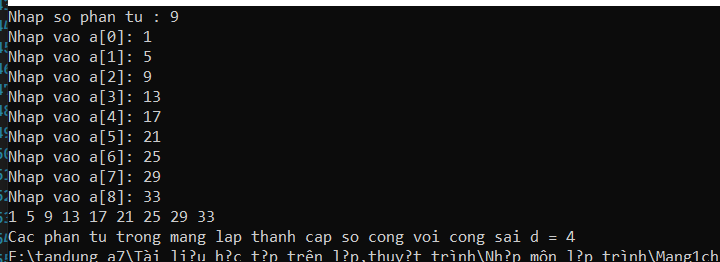 Nhap so phan tu : 9
Nhap vao a[0]: 1
Nhap vao a[1]: 5
Nhap vao a[2]: 9
Nhap vao a[3]: 13
Nhap vao a[4]: 17
Nhap vao a[5]: 21
Nhap vao a[6]: 25
Nhap vao a[7]: 29
Nhap vao a[8]: 33
1 5 9 13 17 21 25 29 33
Cac phan tu trong mang lap thanh cap so cong voi cong sai d = 4
F:\tandung a7\Tài li?u h?c t?p trên l?p,thuy?t trình\Nh?p môn l?p trình\Mang1ch